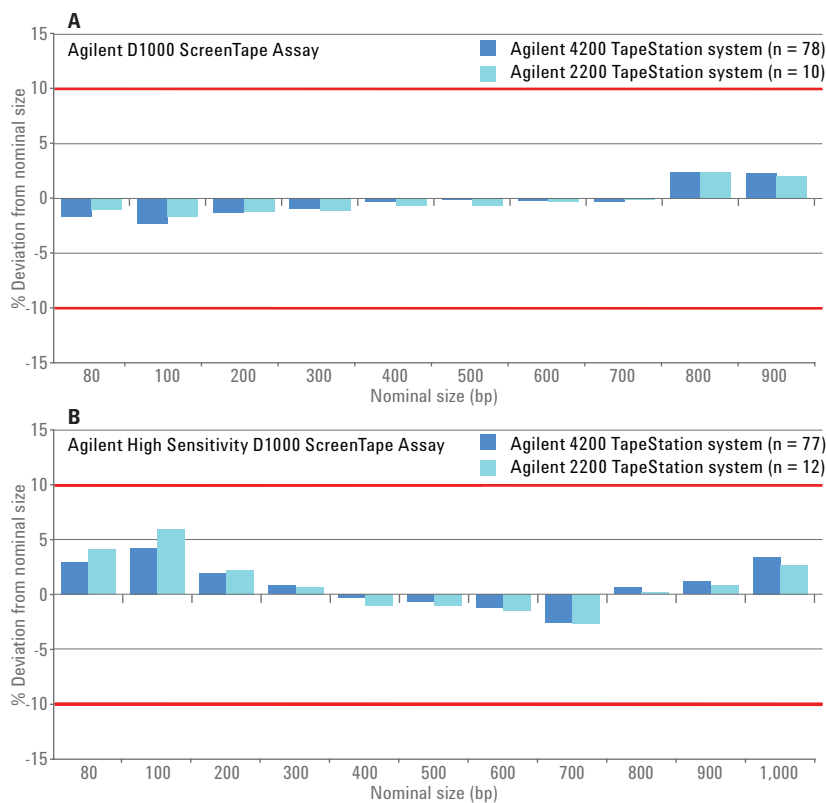 A
Agilent D1000 ScreenTape Assay
Agilent 4200 TapeStation system (n = 78)
Agilent 2200 TapeStation system (n = 10)
% Deviation from nominal size
15
10
5
0
-5
-10
-15
80 100 200 300 400 500 600 700 800 900
Nominal size (bp)
B
Agilent High Sensitivity D1000 ScreenTape Assay
Agilent 4200 TapeStation system (n = 77)
Agilent 2200 TapeStation system (n = 12)
% Deviation from nominal size
15
10
5
0
-5
-10
-15
80 100 200 300 400 500 600 700 800 900 1,000
Nominal size (bp)